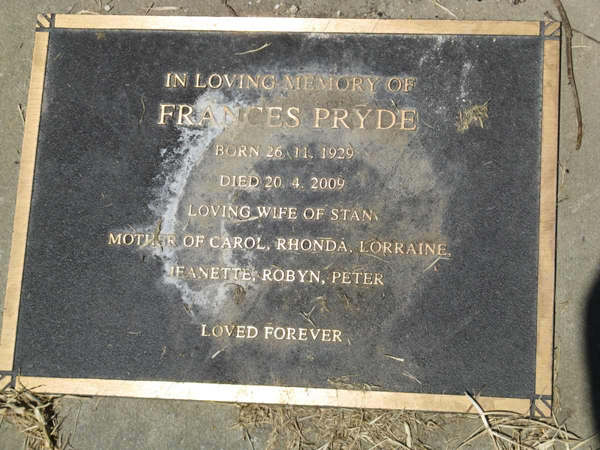 IN LOVING MEMORY OF
FRANCES PRYDE
BORN 26. 11. 1929
DIED 20. 4. 2009
LOVING WIFE OF STAN.
MOTHER OF CAROL, RHONDA, LORRAINE,
JEANETTE, ROBYN, PETER
LOVED FOREVER